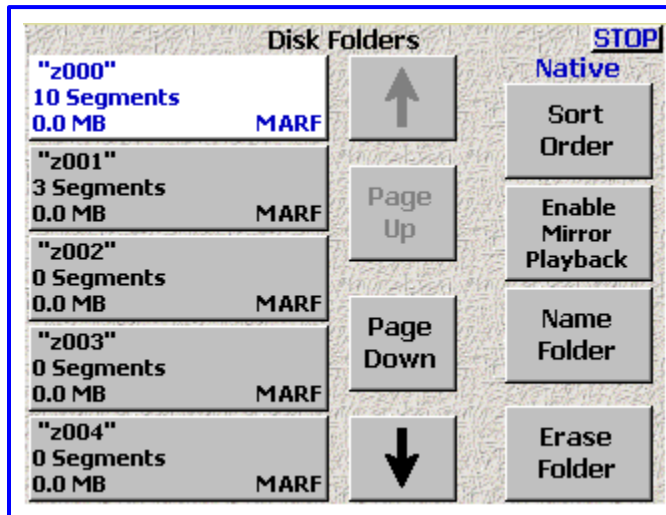 Disk Folders
STOP
Native
"z000"
10 Segments
0.0 MB MARF
"z001"
3 Segments
0.0 MB MARF
"z002"
0 Segments
0.0 MB MARF
"z003"
0 Segments
0.0 MB MARF
"z004"
0 Segments
0.0 MB MARF
Page
Up
Page
Down
Sort
Order
Enable
Mirror
Playback
Name
Folder
Erase
Folder